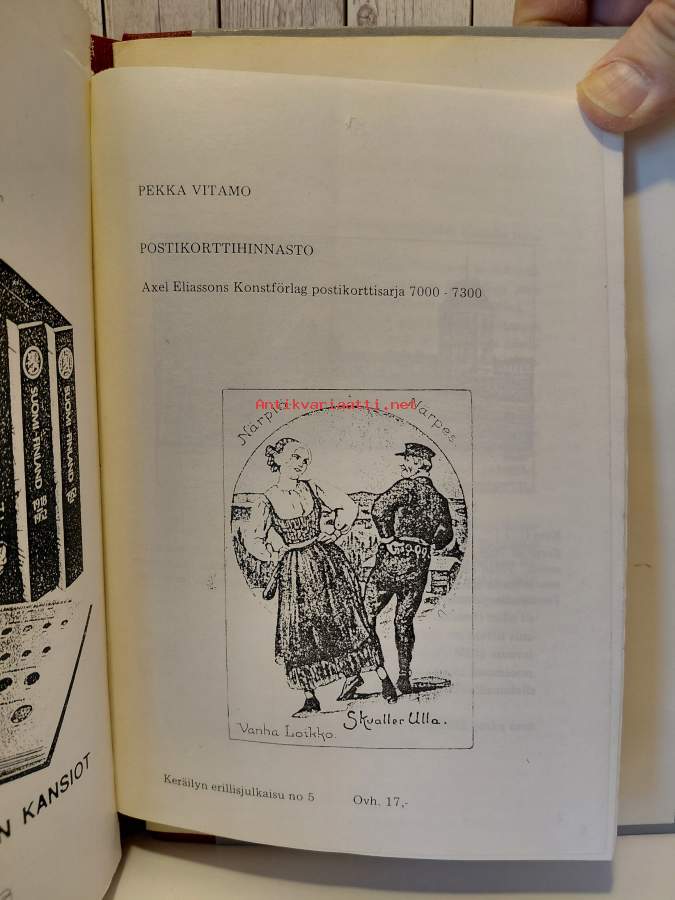 PEKKA VITAMO
POSTIKORTTIHINNASTO
Axel Eliassons Konstförlag postikorttisarja 7000 - 7300
Antikvariaatti.net
Närpiö Närpes
Vanha Loikko. Skvaller Ulla.
Keräilyn erillisjulkaisu no 5 Ovh. 17,-
SUOMI FINLAND
SUOMI FINLAND
N KANSIOT